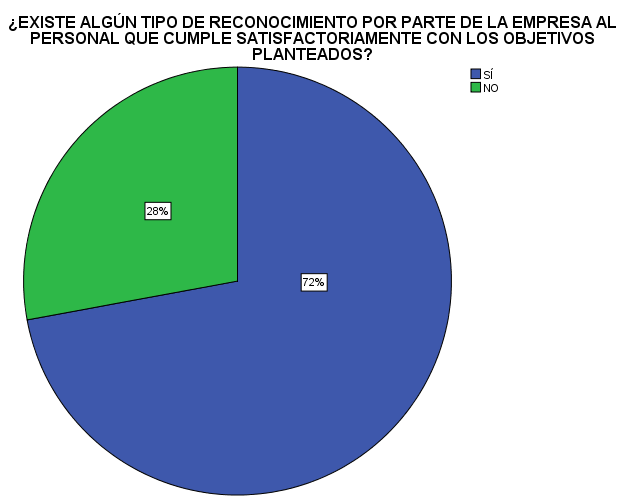 ¿EXISTE ALGÚN TIPO DE RECONOCIMIENTO POR PARTE DE LA EMPRESA AL
PERSONAL QUE CUMPLE SATISFACTORIAMENTE CON LOS OBJETIVOS
PLANTEADOS?
SÍ
NO
28%
72%